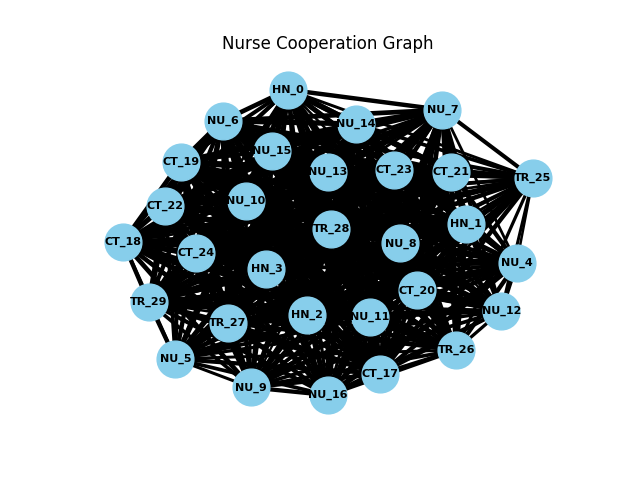 Nurse Cooperation Graph
HN_0
NU_7
NU_6
NU_14
NU_15
CT_19
NU_13
CT_23
CT_21
TR_25
NU_10
CT_22
HN_1
TR_28
CT_18
NU_8
CT_24
NU_4
HN_3
CT_20
TR_29
NU_12
HN_2
NU_11
TR_27
TR_26
NU_5
CT_17
NU_9
NU_16